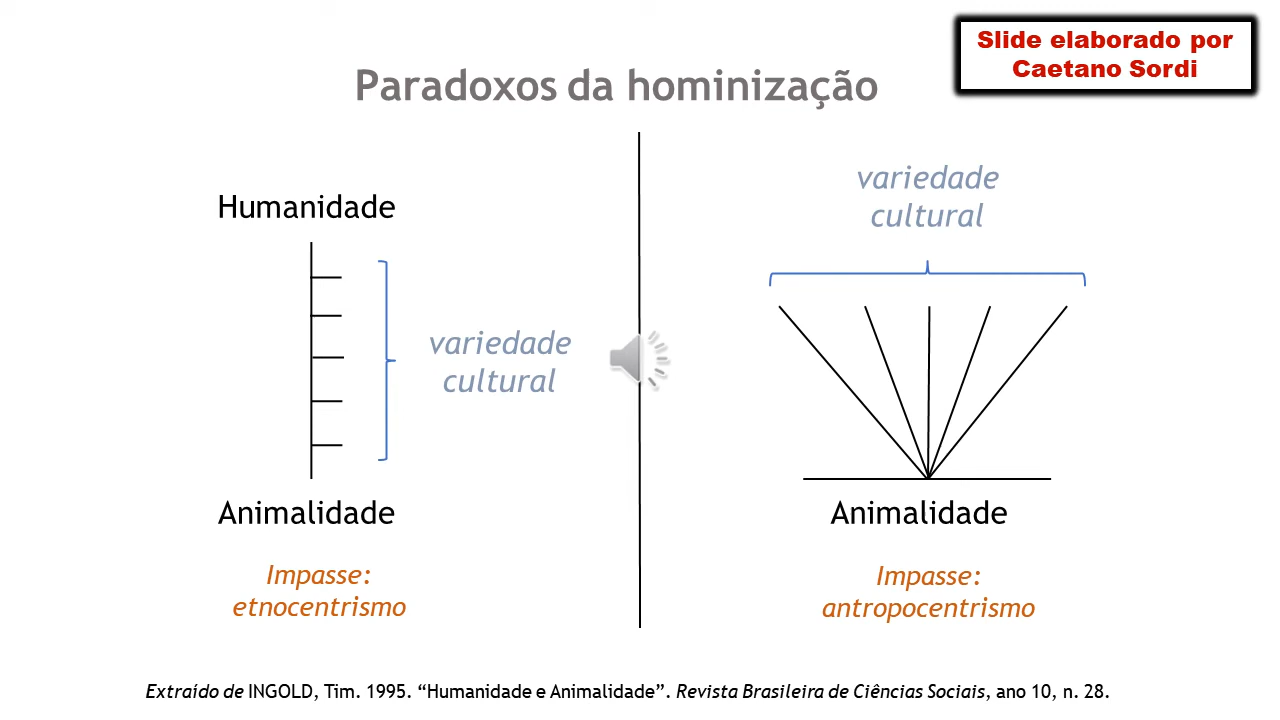 Slide elaborado por
Caetano Sordi
Paradoxos da hominização
Humanidade
variedade
cultural
Animalidade
Impasse:
etnocentrismo
variedade
cultural
Animalidade
Impasse:
antropocentrismo
Extraído de INGOLD, Tim. 1995. “Humanidade e Animalidade”. Revista Brasileira de Ciências Sociais, ano 10, n. 28.